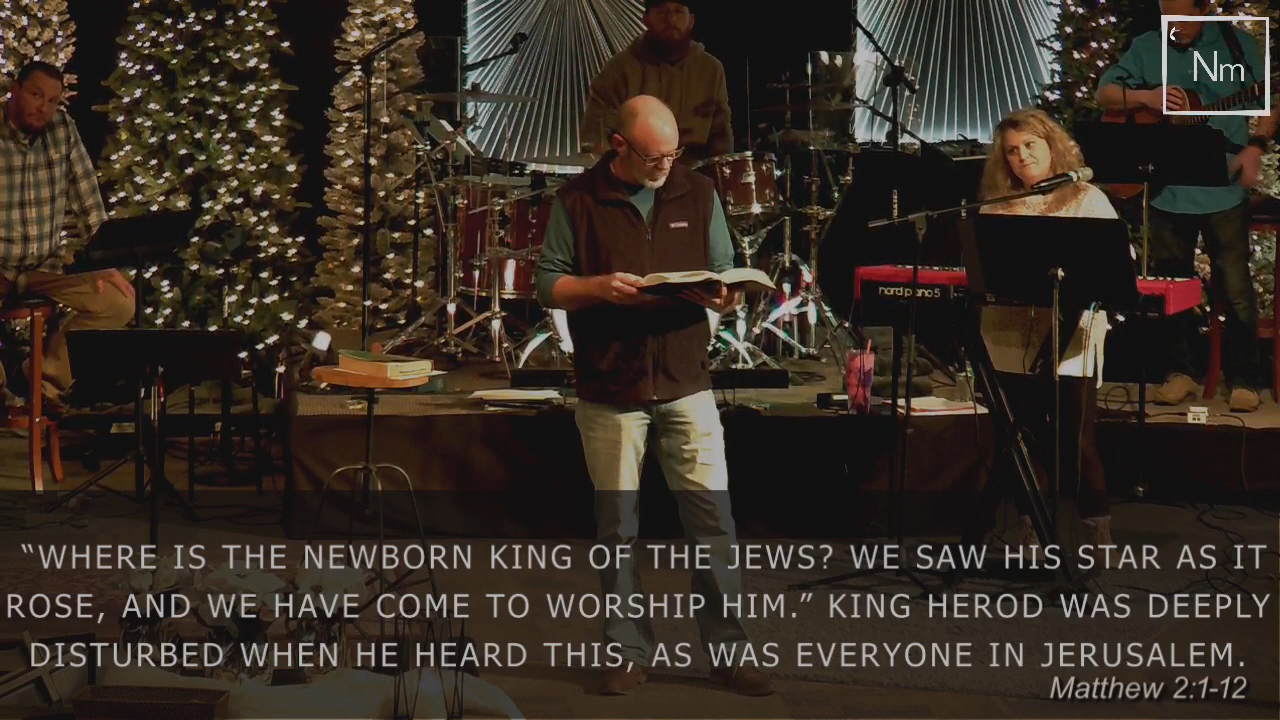 Nm
nord piano 5
“WHERE IS THE NEWBORN KING OF THE JEWS? WE SAW HIS STAR AS IT
ROSE, AND WE HAVE COME TO WORSHIP HIM.” KING HEROD WAS DEEPLY
DISTURBED WHEN HE HEARD THIS, AS WAS EVERYONE IN JERUSALEM.
Matthew 2:1-12